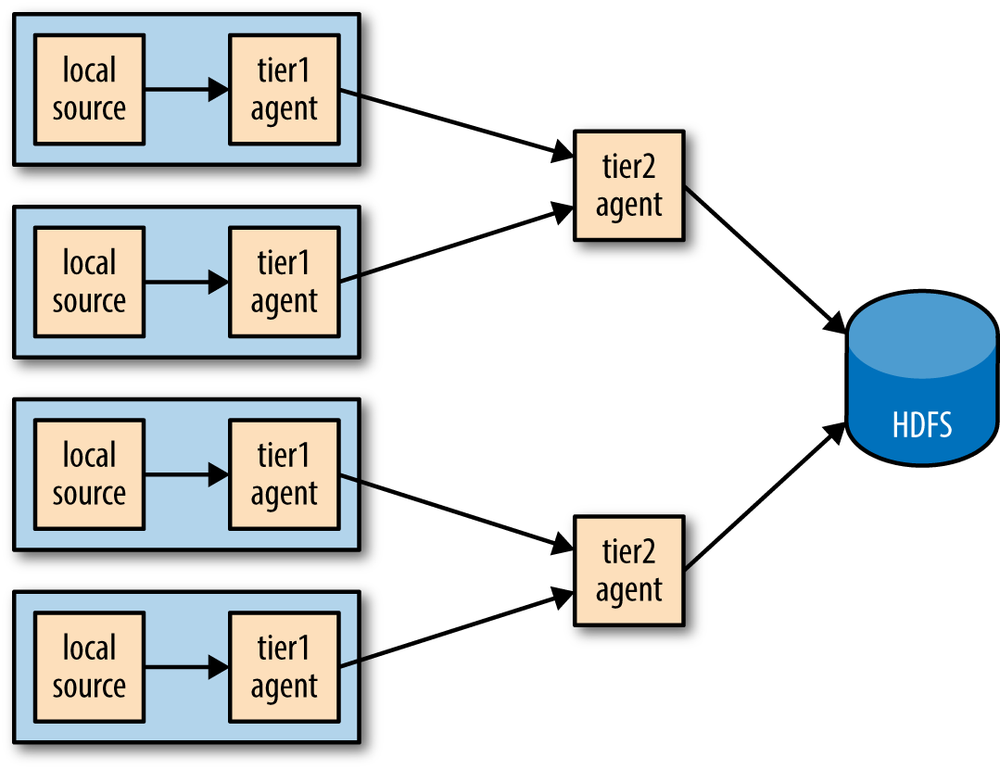 local
source
tier1
agent
local
source
tier1
agent
local
source
tier1
agent
local
source
tier1
agent
tier2
agent
tier2
agent
HDFS